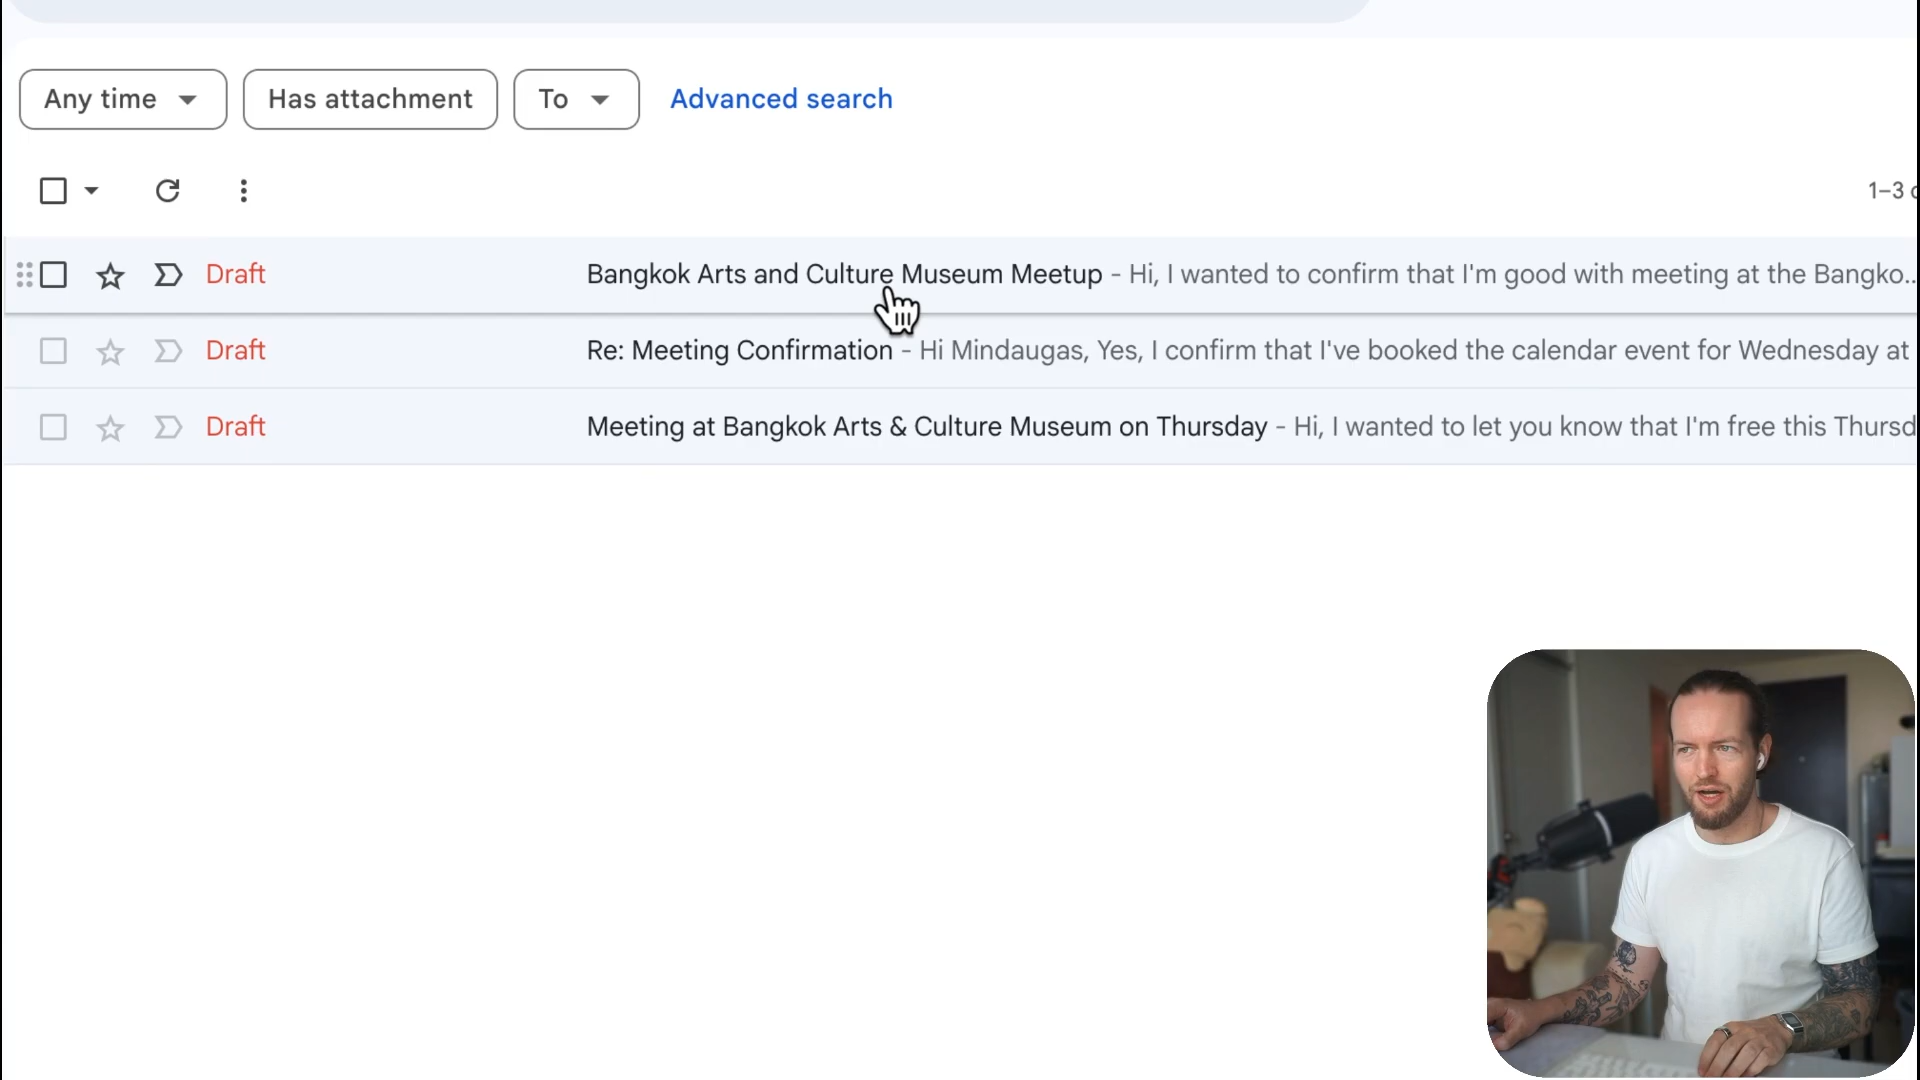 Any time Has attachment To Advanced search
1–3
Draft Bangkok Arts and Culture Museum Meetup - Hi, I wanted to confirm that I'm good with meeting at the Bangko...
Draft Re: Meeting Confirmation - Hi Mindaugas, Yes, I confirm that I've booked the calendar event for Wednesday at
Draft Meeting at Bangkok Arts & Culture Museum on Thursday - Hi, I wanted to let you know that I'm free this Thursd